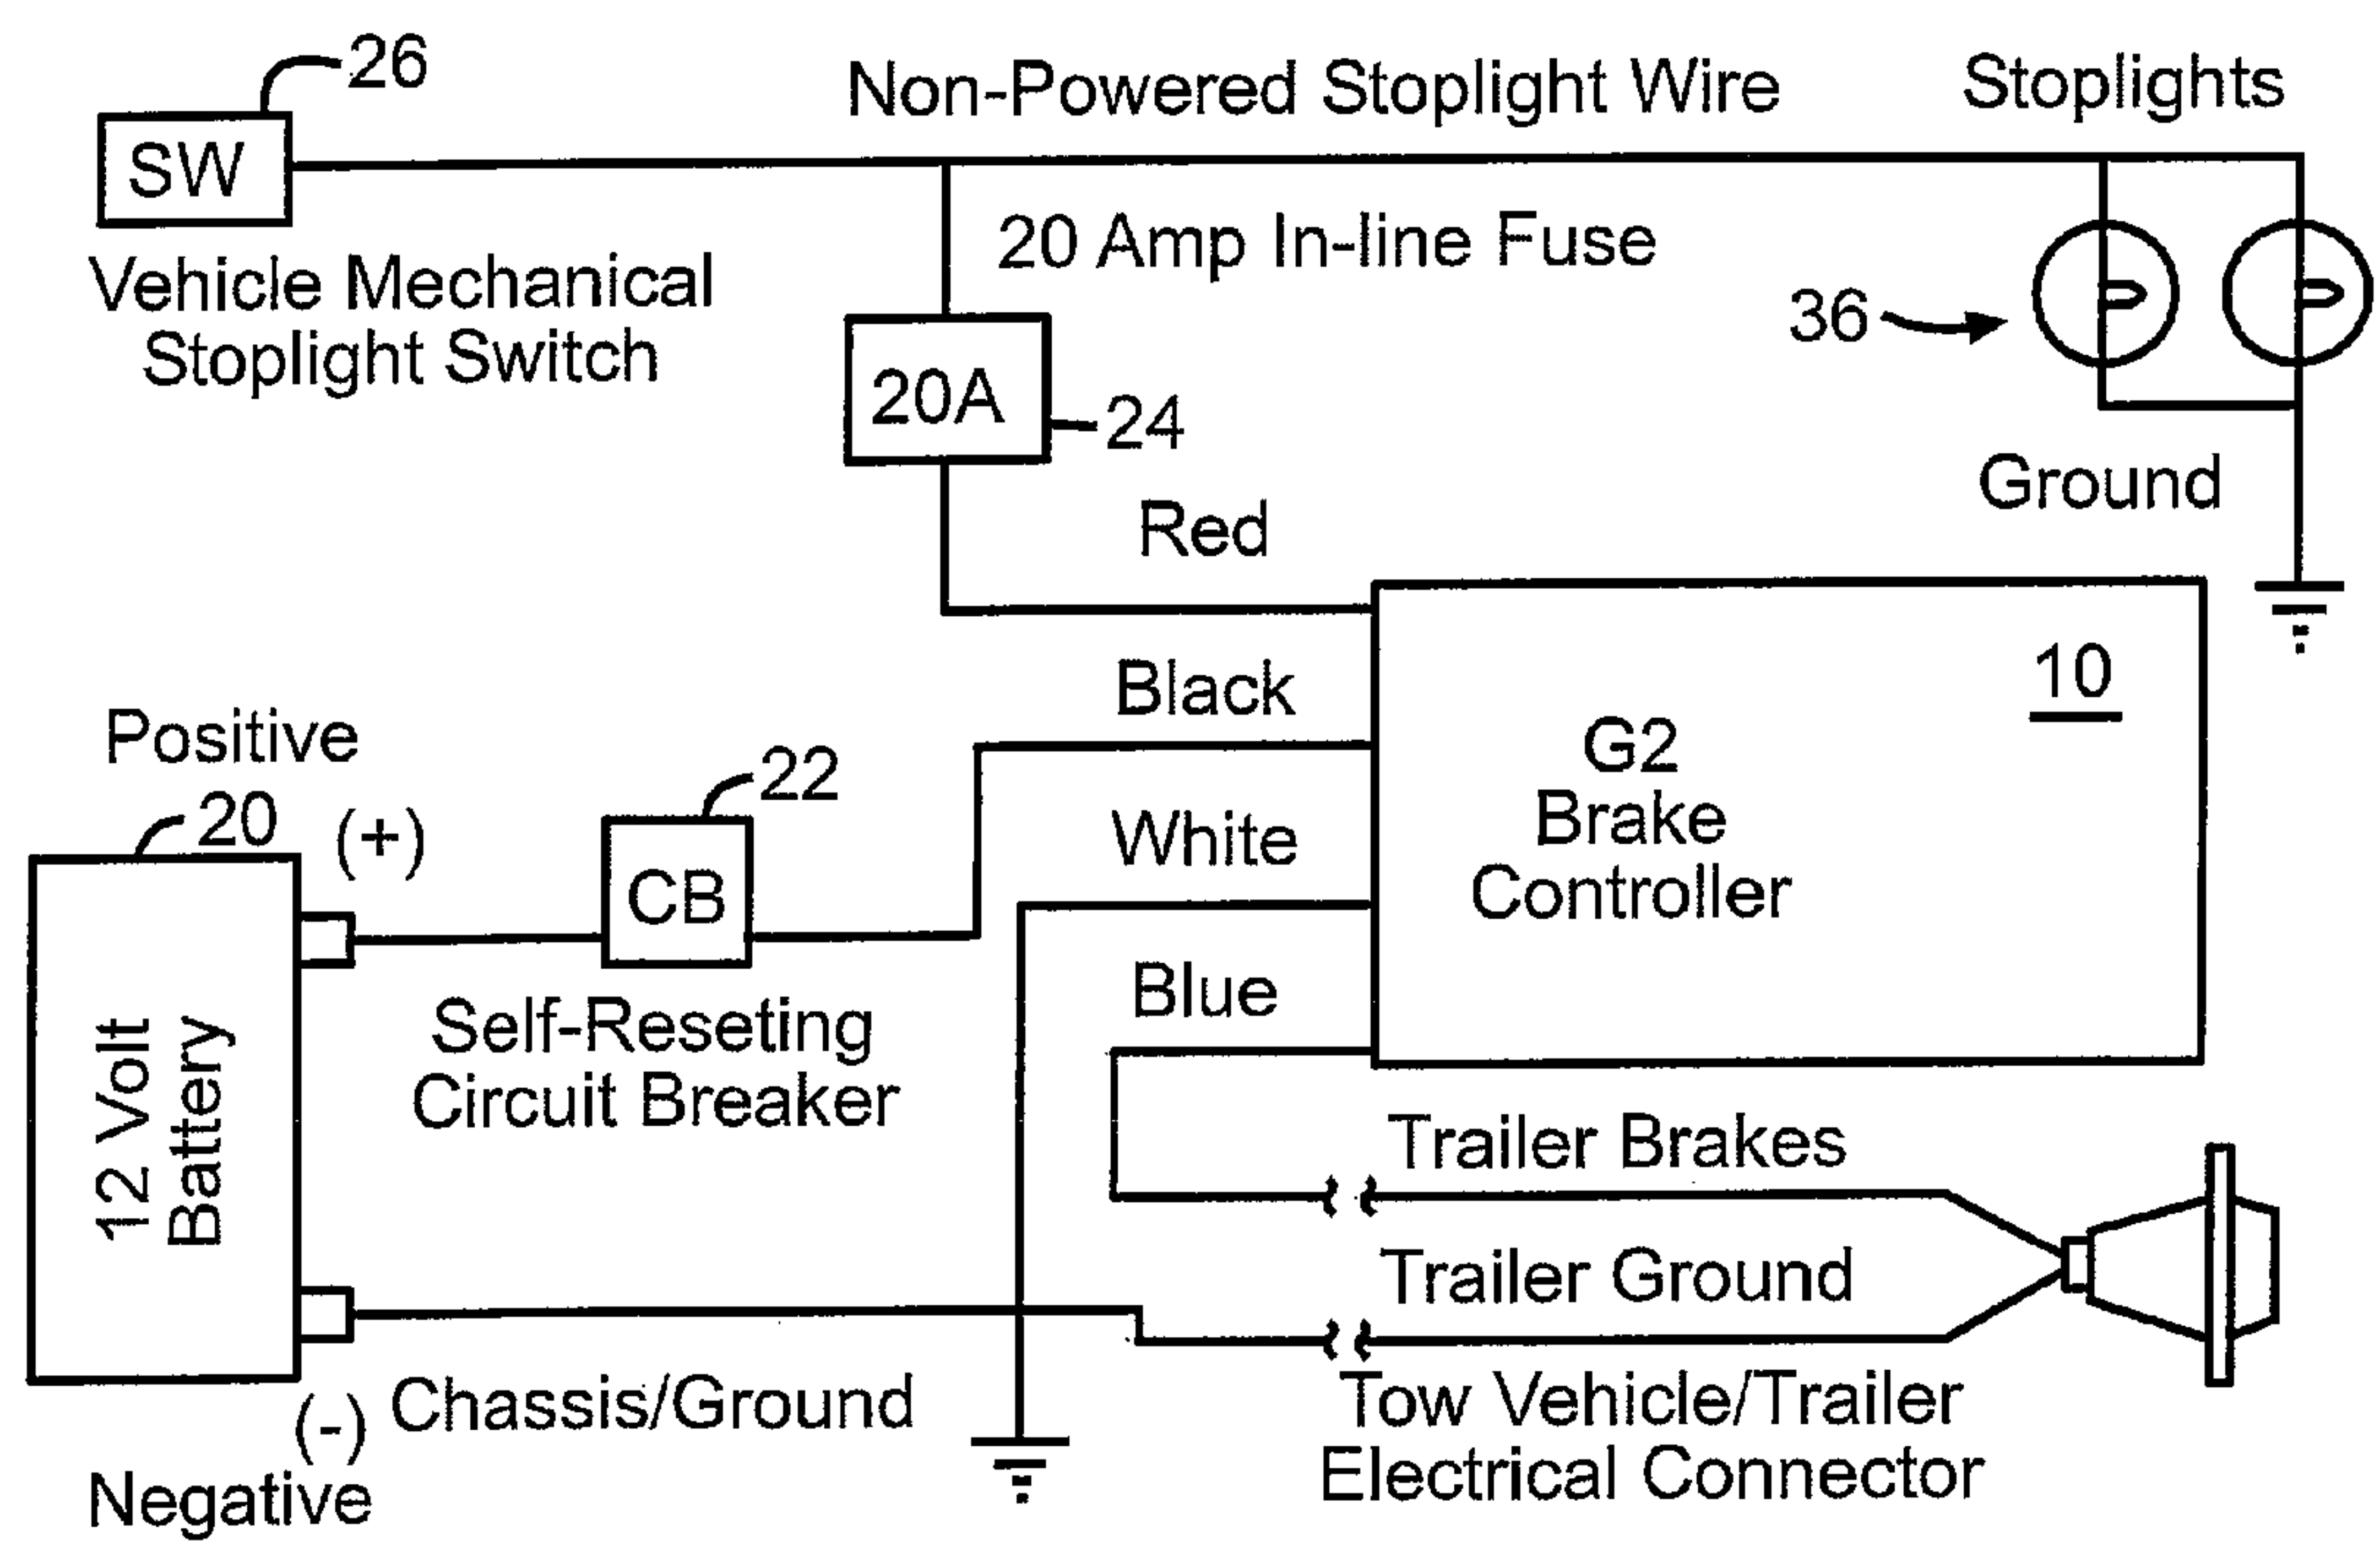 26
Non-Powered Stoplight Wire
Stoplights
SW
Vehicle Mechanical
Stoplight Switch
20 Amp In-line Fuse
36
20A
24
Ground
Red
10
Black
G2
Brake
Controller
Positive
20
(+)
22
CB
White
Self-Reseting
Circuit Breaker
Blue
12 Volt
Battery
Trailer Brakes
Trailer Ground
(-)
Negative
Chassis/Ground
Tow Vehicle/Trailer
Electrical Connector